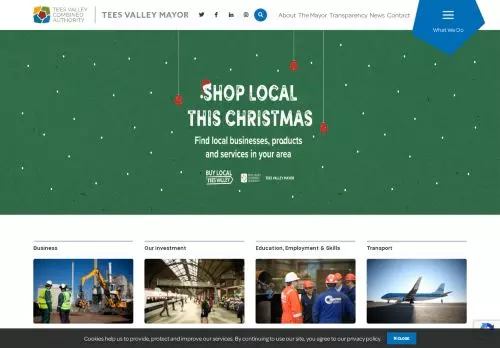 TEES VALLEY
COMBINED
AUTHORITY
TEES VALLEY MAYOR
About The Mayor Transparency News Contact
What We Do
SHOP LOCAL
THIS CHRISTMAS
Find local businesses, products
and services in your area
BUY LOCAL
TEES VALLEY
TEES VALLEY MAYOR
Business
Our Investment
Education, Employment & Skills
Transport
Cookies help us to provide, protect and improve our services. By continuing to use our site, you agree to our privacy policy.
CLOSE